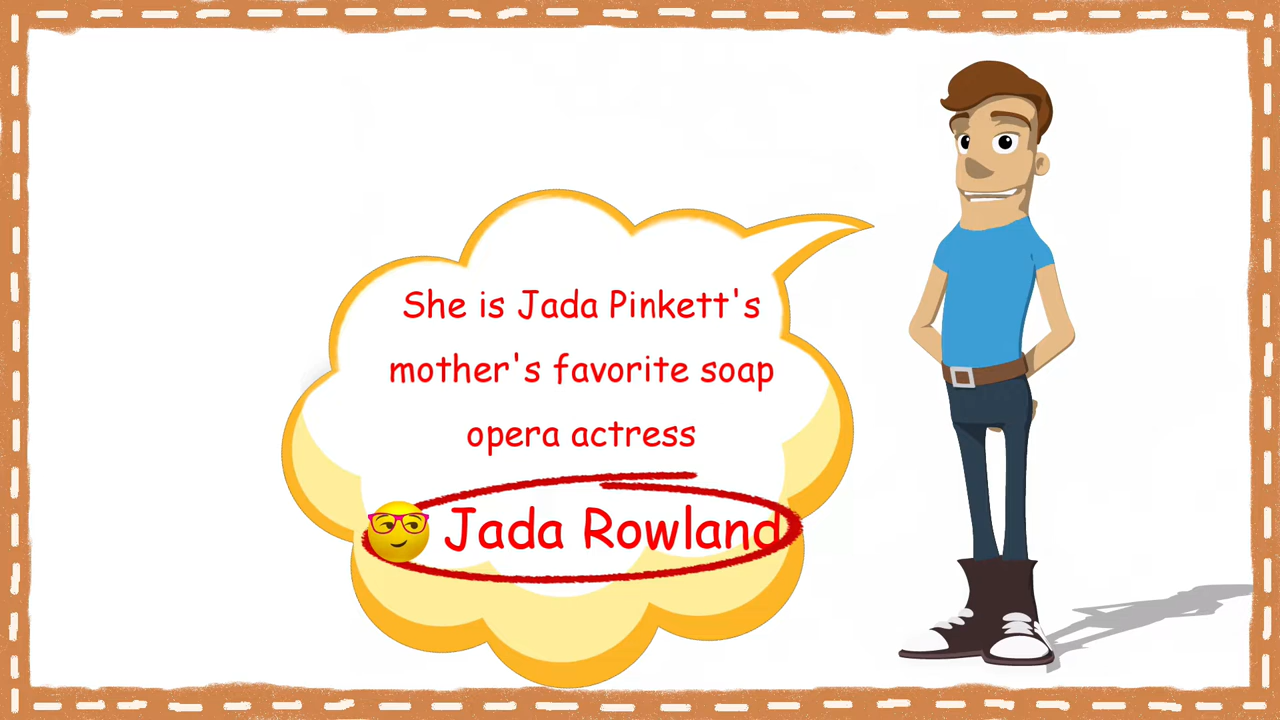 She is Jada Pinkett's
mother's favorite soap
opera actress
Jada Rowland